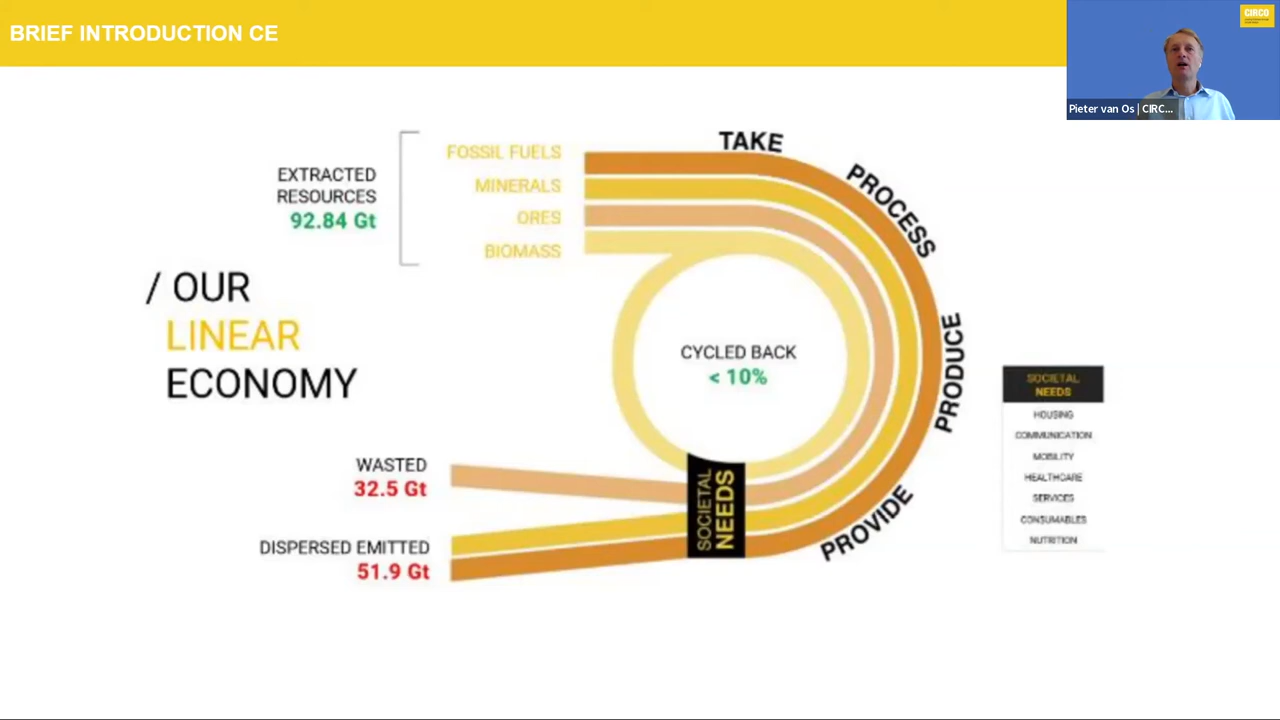 BRIEF INTRODUCTION CE
CIRCO
Pieter van Os | CIRC...
TAKE
PROCESS
PRODUCE
PROVIDE
EXTRACTED
RESOURCES
92.84 Gt
FOSSIL FUELS
MINERALS
ORES
BIOMASS
/ OUR
LINEAR
ECONOMY
CYCLED BACK
< 10%
WASTED
32.5 Gt
DISPERSED EMITTED
51.9 Gt
SOCIETAL
NEEDS
SOCIETAL
NEEDS
HOUSING
COMMUNICATION
MOBILITY
HEALTHCARE
SERVICES
CONSUMABLES
NUTRITION